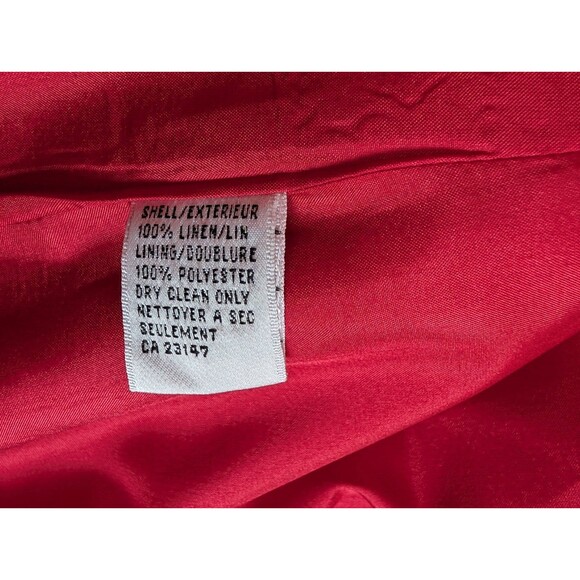 SHELL/EXTERIEUR
100% LINEN/LIN
LINING/DOUBLURE
100% POLYESTER
DRY CLEAN ONLY
NETTOYER A SEC
SEULEMENT
CA 23147